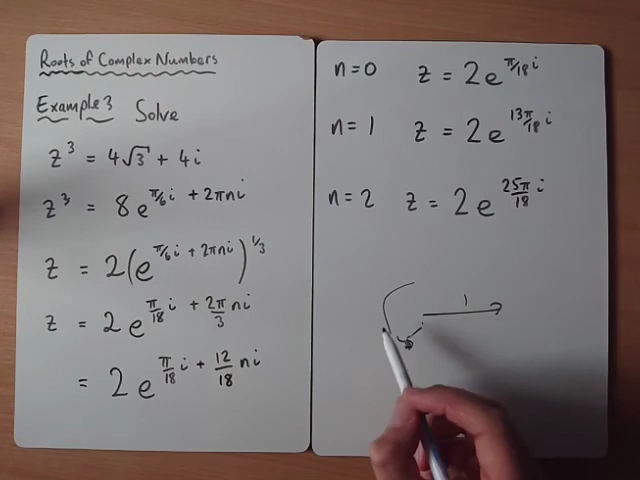 Roots of Complex Numbers
Example 3 Solve
z³ = 4√3 + 4i
z³ = 8e^(π/6 i + 2πni)
z = 2(e^(π/6 i + 2πni))^(1/3)
z = 2e^(π/18 i + 2π/3 ni)
= 2e^(π/18 i + 12/18 ni)
n=0 z = 2e^(π/18 i)
n=1 z = 2e^(13π/18 i)
n=2 z = 2e^(25π/18 i)
1